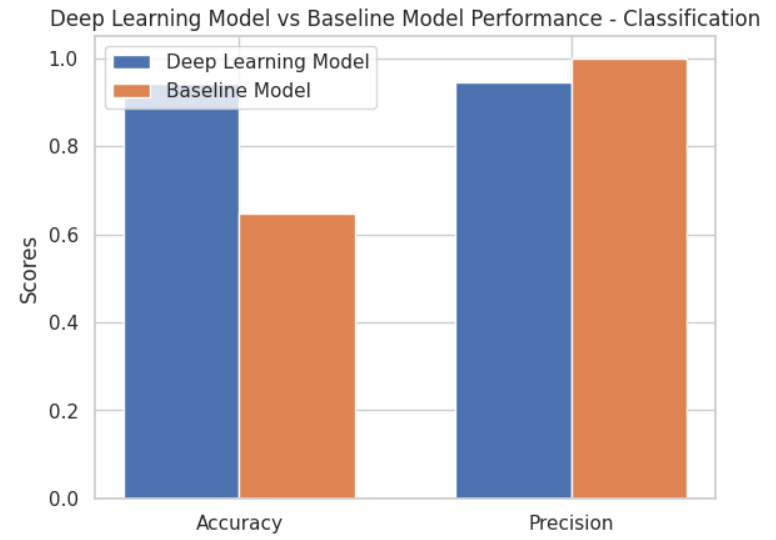 Deep Learning Model vs Baseline Model Performance - Classification
Deep Learning Model
Baseline Model
1.0
0.8
0.6
0.4
0.2
0.0
Scores
Accuracy
Precision